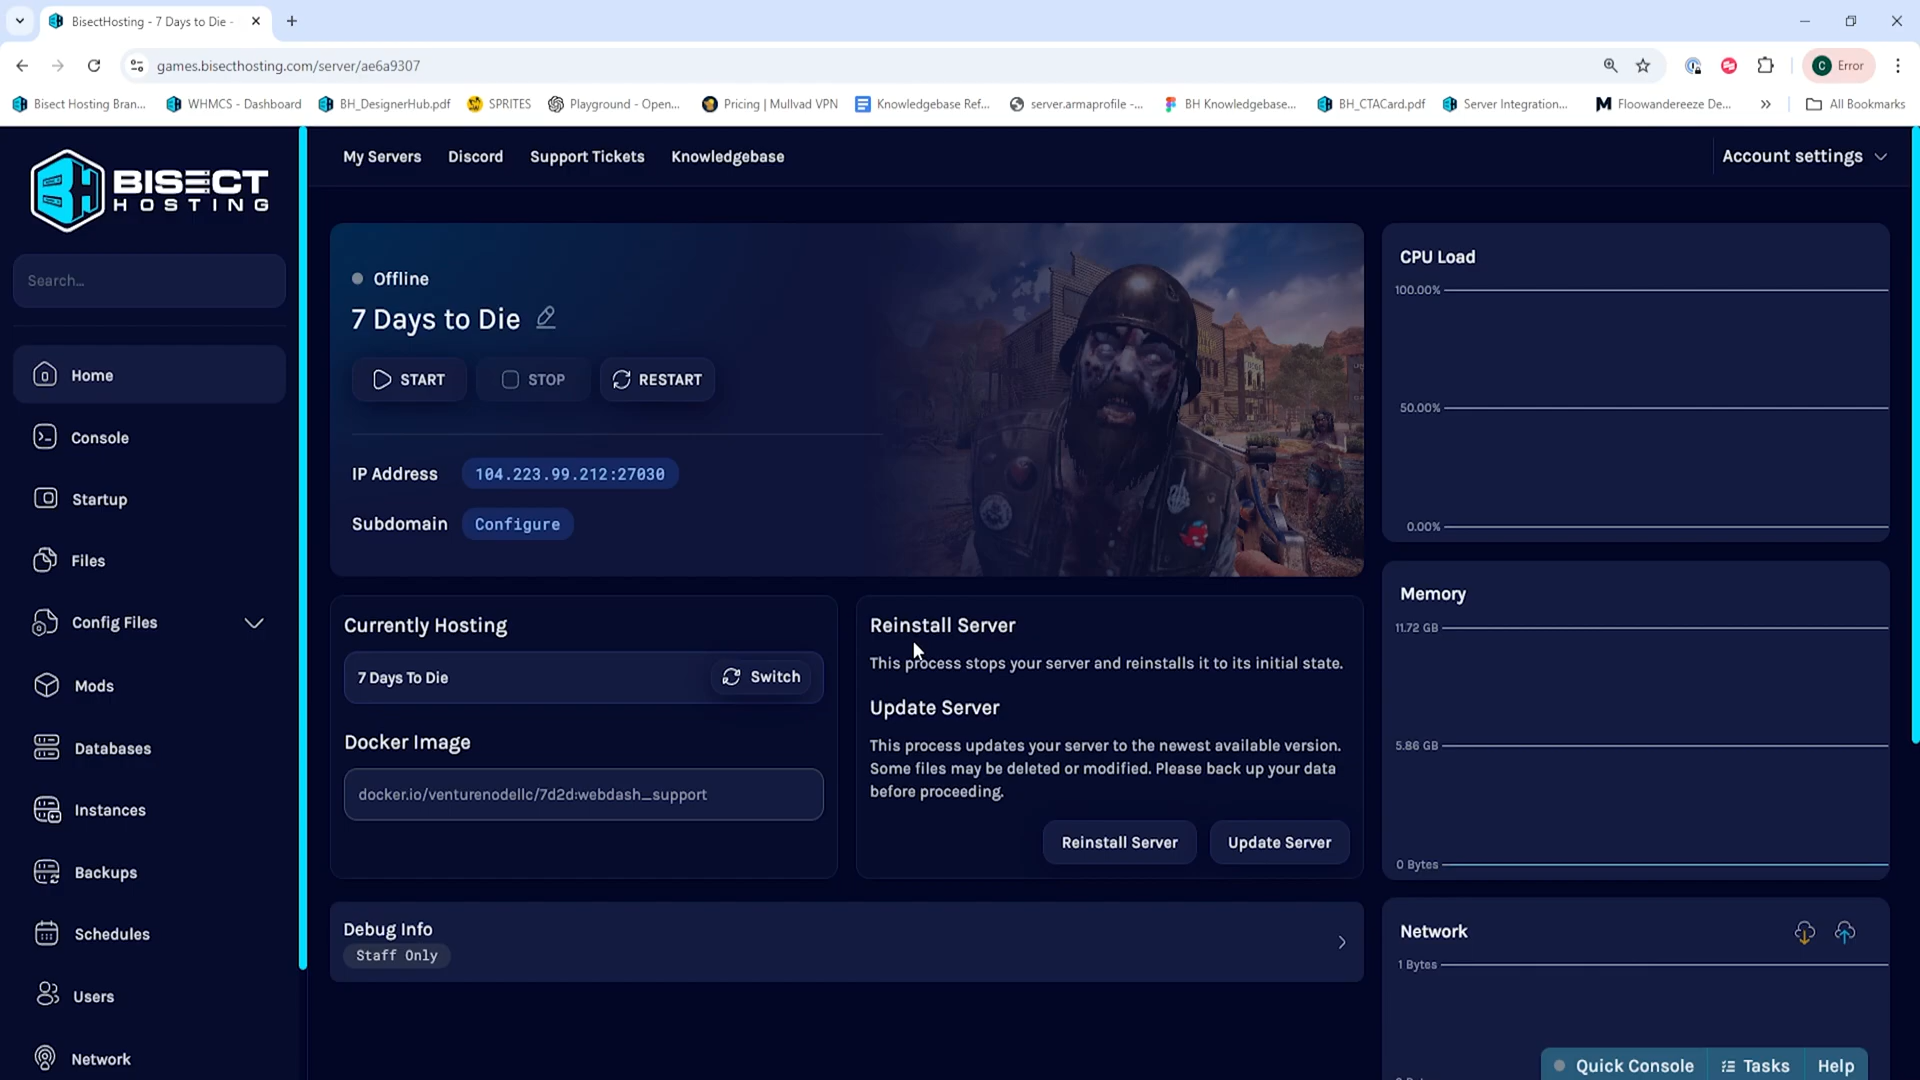 BisectHosting - 7 Days to Die -
games.bisecthosting.com/server/ae6a9307
C Error
Bisect Hosting Bran...
WHMCS - Dashboard
BH_DesignerHub.pdf
SPRITES
Playground - Open...
Pricing | Mullvad VPN
Knowledgebase Ref...
server.armaprofile -...
BH Knowledgebase...
BH_CTACard.pdf
Server Integration...
Floowandereeze De...
All Bookmarks
BISECT
HOSTING
Search...
Home
Console
Startup
Files
Config Files
Mods
Databases
Instances
Backups
Schedules
Users
Network
My Servers
Discord
Support Tickets
Knowledgebase
Account settings
Offline
7 Days to Die
START
STOP
RESTART
IP Address 104.223.99.212:27030
Subdomain Configure
Currently Hosting
7 Days To Die
Switch
Docker Image
docker.io/venturenodellc/7d2d:webdash_support
Reinstall Server
This process stops your server and reinstalls it to its initial state.
Update Server
This process updates your server to the newest available version.
Some files may be deleted or modified. Please back up your data
before proceeding.
Reinstall Server
Update Server
Debug Info
Staff Only
CPU Load
100.00%
50.00%
0.00%
Memory
11.72 GB
5.86 GB
0 Bytes
Network
1 Bytes
Quick Console
Tasks
Help